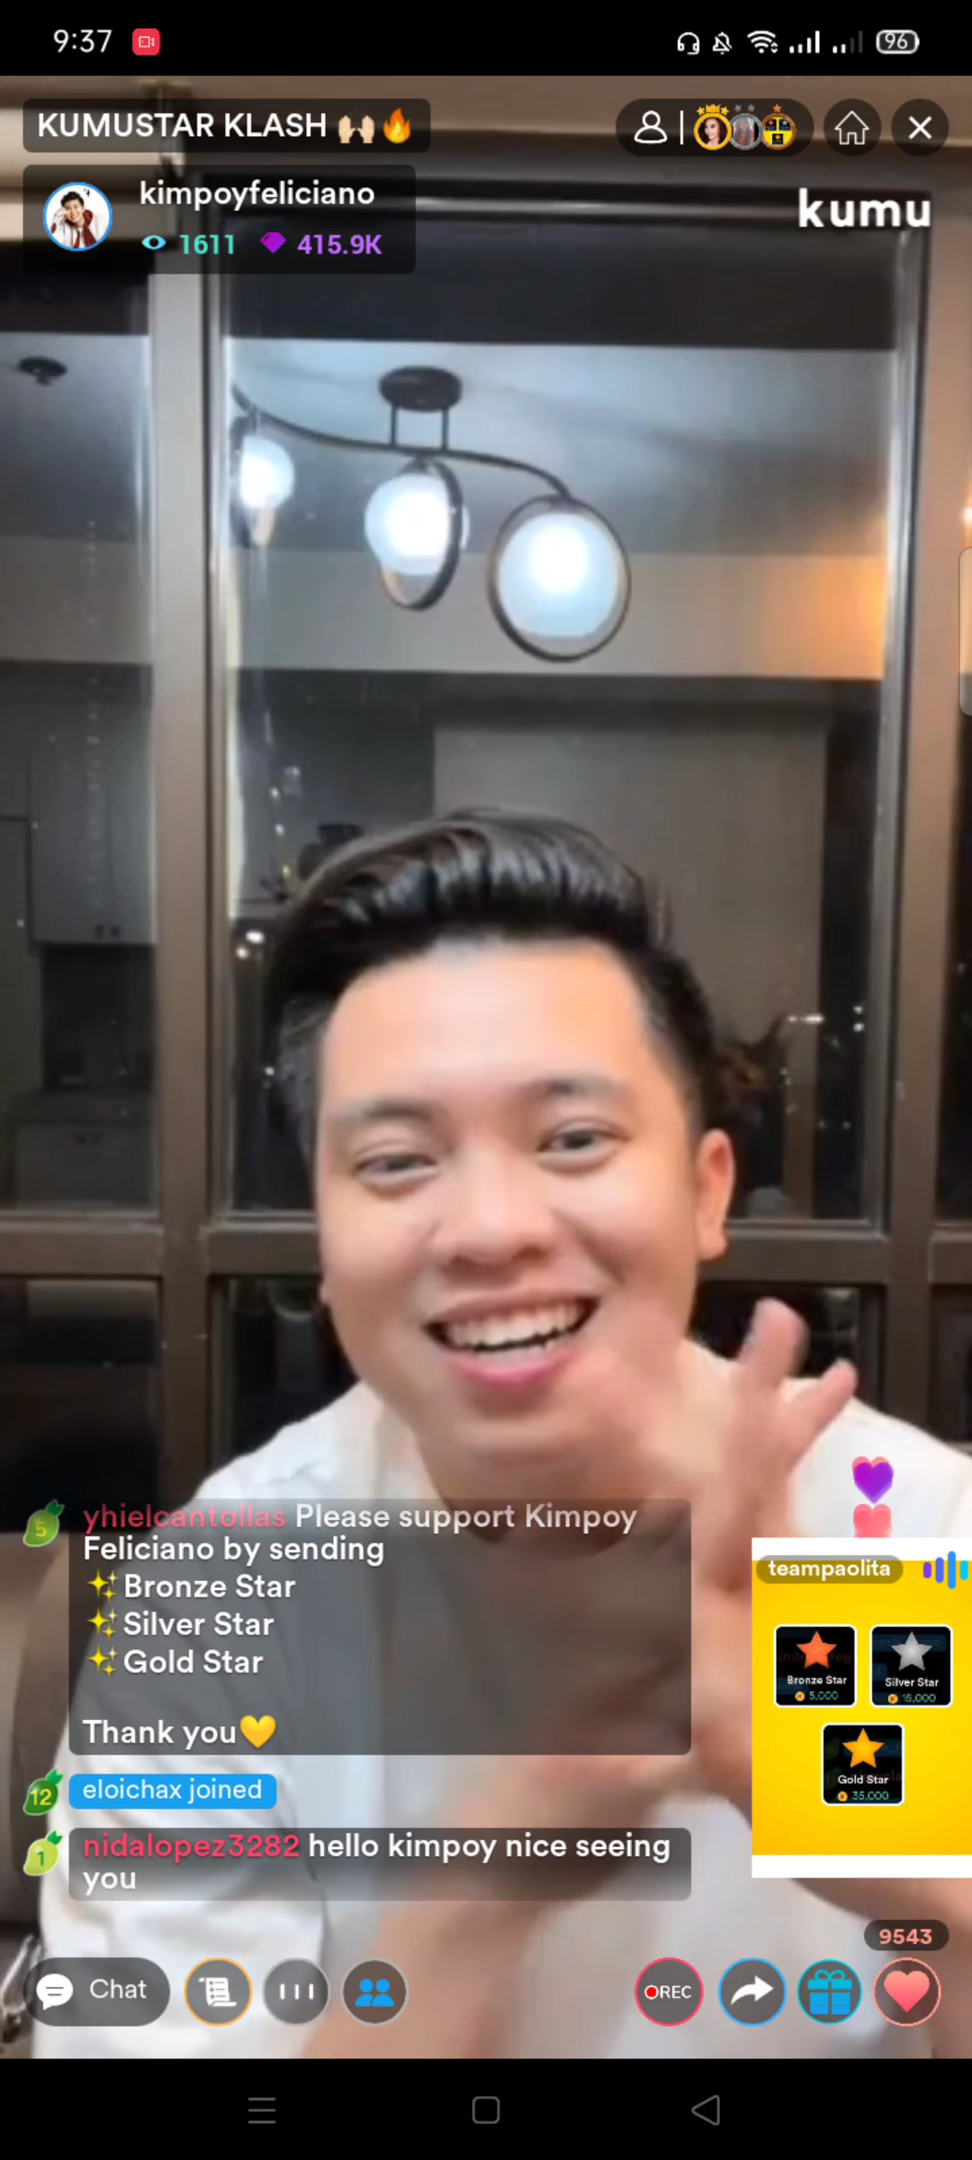 9:37
96
KUMUSTAR KLASH 🙌🏻🔥
kimpoyfeliciano
1611 415.9K
kumu
5
yhielcantollas Please support Kimpoy
Feliciano by sending
✨Bronze Star
✨Silver Star
✨Gold Star
Thank you💛
12
eloichax joined
1
nidalopez3282 hello kimpoy nice seeing
you
teampaolita
Bronze Star
5,000
Silver Star
15,000
Gold Star
35,000
9543
Chat
REC